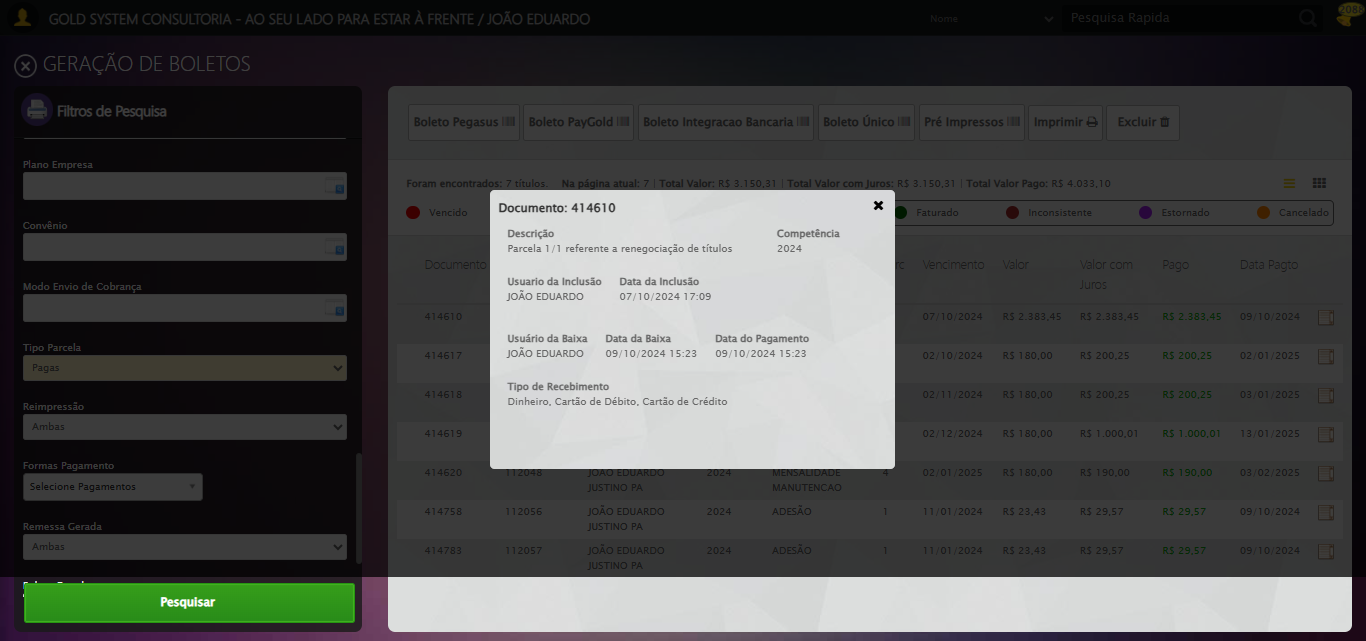 GOLD SYSTEM CONSULTORIA - AO SEU LADO PARA ESTAR À FRENTE / JOÃO EDUARDO
Nome
Pesquisa Rapida
GERAÇÃO DE BOLETOS
Filtros de Pesquisa
Plano Empresa
Convênio
Modo Envio de Cobrança
Tipo Parcela
Pagas
Reimpressão
Ambas
Formas Pagamento
Selecione Pagamentos
Remessa Gerada
Ambas
Pesquisar
Boleto Pegasus Boleto PayGold Boleto Integracao Bancaria Boleto Único Pré Impressos Imprimir Excluir
Foram encontrados: 7 títulos. Na página atual: 7 | Total Valor: R$ 3.150,31 | Total Valor com Juros: R$ 3.150,31 | Total Valor Pago: R$ 4.033,10
Vencido Faturado Inconsistente Estornado Cancelado
Documento Vencimento Valor Valor com Juros Pago Data Pagto
414610 07/10/2024 R$ 2.383,45 R$ 2.383,45 R$ 2.383,45 09/10/2024
414617 02/10/2024 R$ 180,00 R$ 200,25 R$ 200,25 02/01/2025
414618 02/11/2024 R$ 180,00 R$ 200,25 R$ 200,25 03/01/2025
414619 02/12/2024 R$ 180,00 R$ 1.000,01 R$ 1.000,01 13/01/2025
414620 112048 JOÃO EDUARDO JUSTINO PA 2024 MENSALIDADE MANUTENCAO 4 02/01/2025 R$ 180,00 R$ 190,00 R$ 190,00 03/02/2025
414758 112056 JOÃO EDUARDO JUSTINO PA 2024 ADESÃO 1 11/01/2024 R$ 23,43 R$ 29,57 R$ 29,57 09/10/2024
414783 112057 JOÃO EDUARDO JUSTINO PA 2024 ADESÃO 1 11/01/2024 R$ 23,43 R$ 29,57 R$ 29,57 09/10/2024
Documento: 414610
Descrição Competência
Parcela 1/1 referente a renegociação de títulos 2024
Usuario da Inclusão Data da Inclusão
JOÃO EDUARDO 07/10/2024 17:09
Usuário da Baixa Data da Baixa Data do Pagamento
JOÃO EDUARDO 09/10/2024 15:23 09/10/2024 15:23
Tipo de Recebimento
Dinheiro, Cartão de Débito, Cartão de Crédito